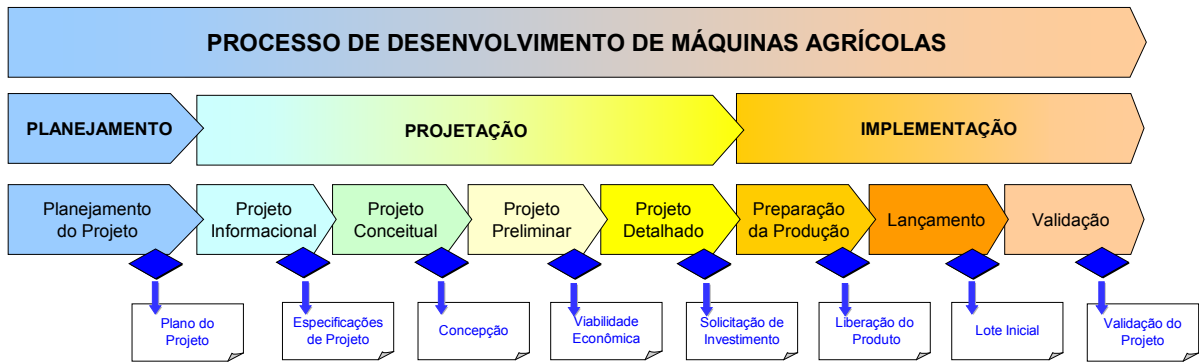 PROCESSO DE DESENVOLVIMENTO DE MÁQUINAS AGRÍCOLAS
PLANEJAMENTO
PROJETAÇÃO
IMPLEMENTAÇÃO
Planejamento
do Projeto
Projeto
Informacional
Projeto
Conceitual
Projeto
Preliminar
Projeto
Detalhado
Preparação
da Produção
Lançamento
Validação
Plano do
Projeto
Especificações
de Projeto
Concepção
Viabilidade
Econômica
Solicitação de
Investimento
Liberação do
Produto
Lote Inicial
Validação do
Projeto